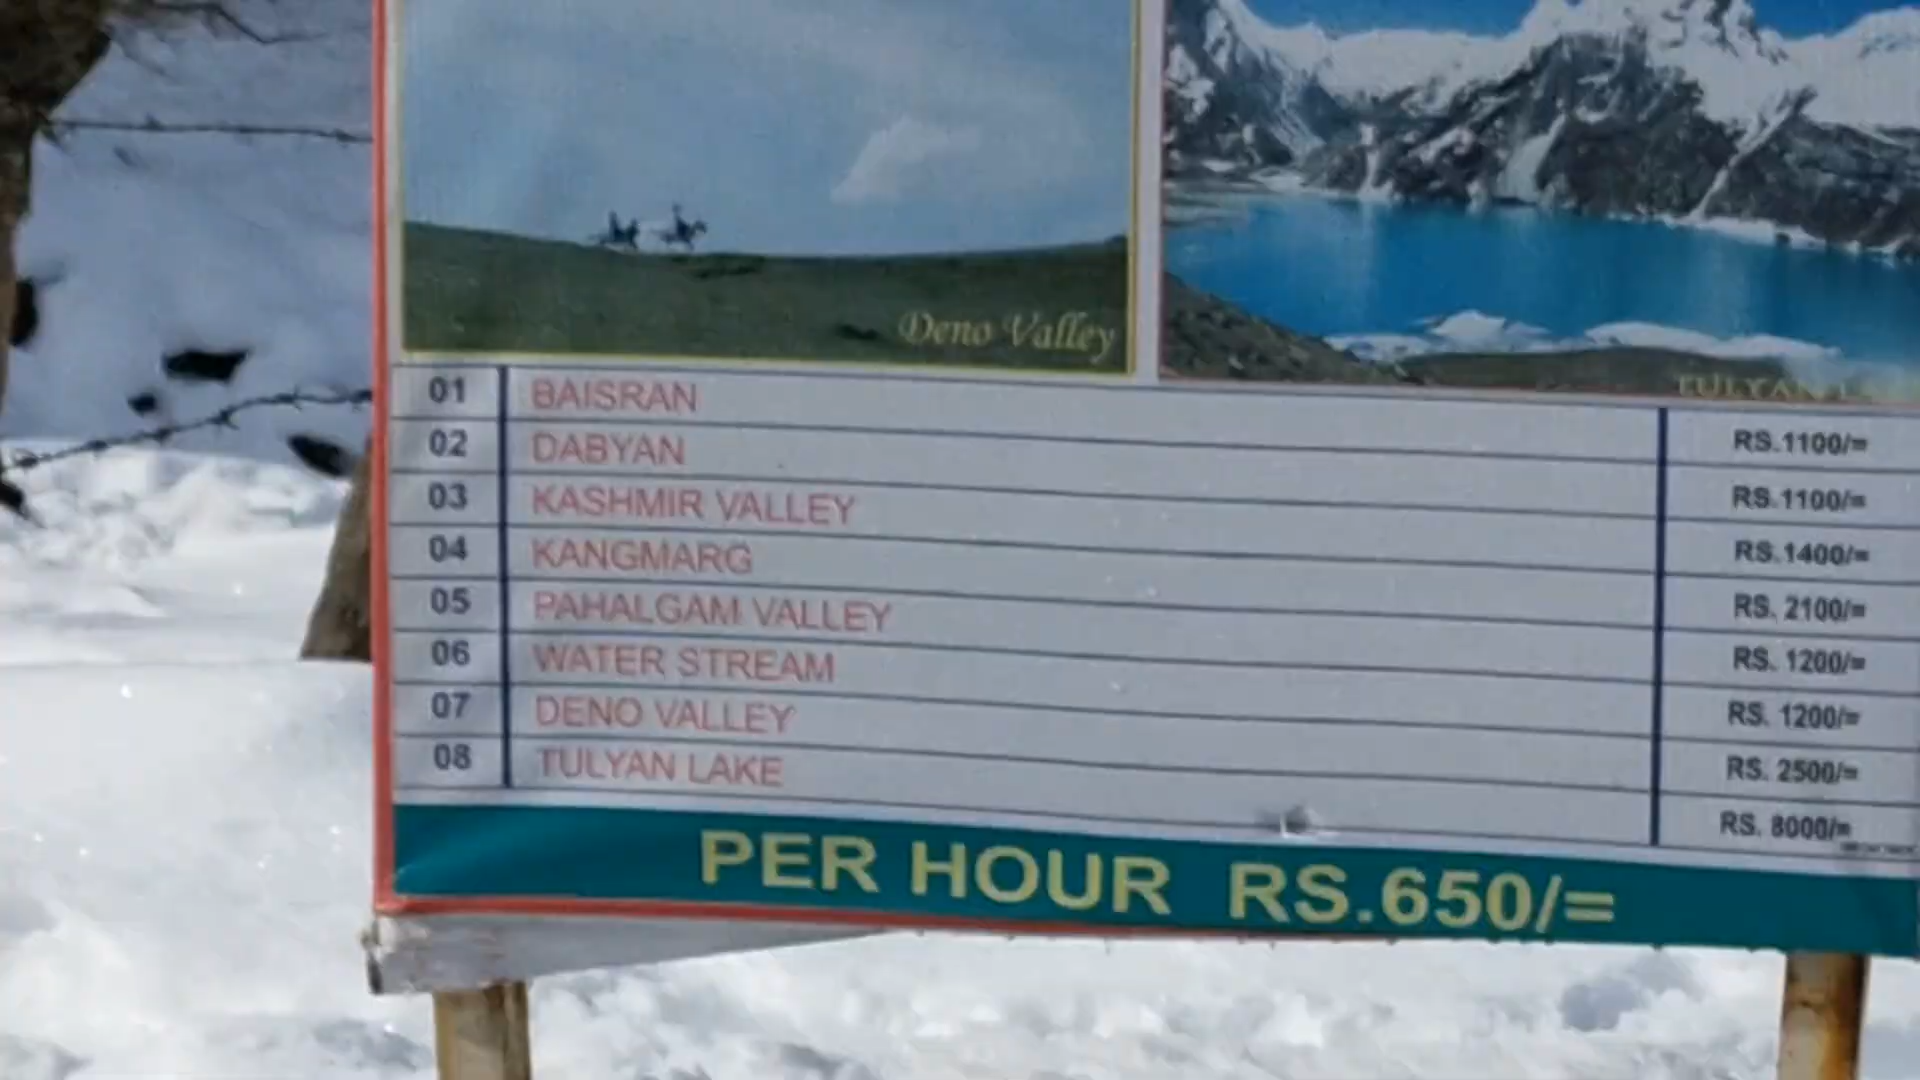 Deno Valley
TULYAN
01 BAISRAN RS.1100/=
02 DABYAN RS.1100/=
03 KASHMIR VALLEY RS.1400/=
04 KANGMARG RS. 2100/=
05 PAHALGAM VALLEY RS. 1200/=
06 WATER STREAM RS. 1200/=
07 DENO VALLEY RS. 2500/=
08 TULYAN LAKE RS. 8000/=
PER HOUR RS.650/=